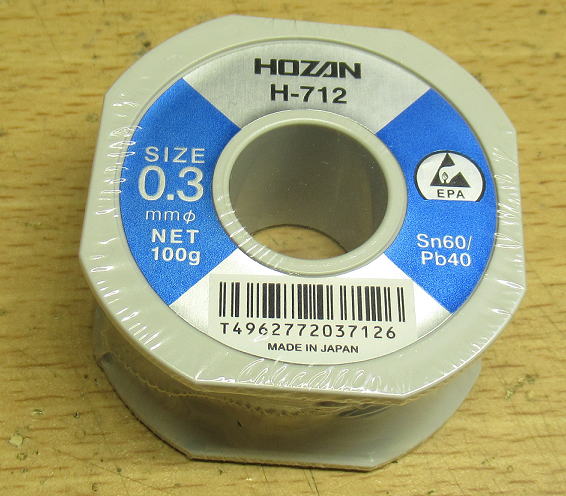 HOZAN
H-712
SIZE
0.3
mmφ
NET
100g
EPA
Sn60/
Pb40
T4962772037126
MADE IN JAPAN